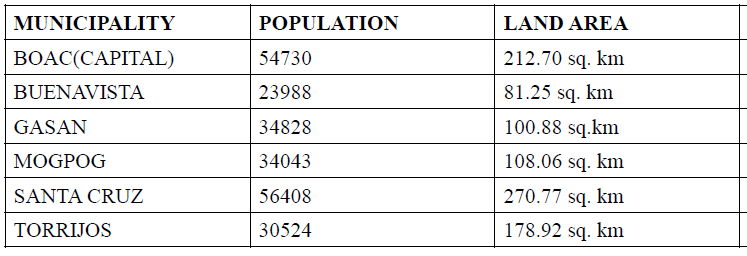 MUNICIPALITY POPULATION LAND AREA
BOAC(CAPITAL) 54730 212.70 sq. km
BUENAVISTA 23988 81.25 sq. km
GASAN 34828 100.88 sq.km
MOGPOG 34043 108.06 sq. km
SANTA CRUZ 56408 270.77 sq. km
TORRIJOS 30524 178.92 sq. km